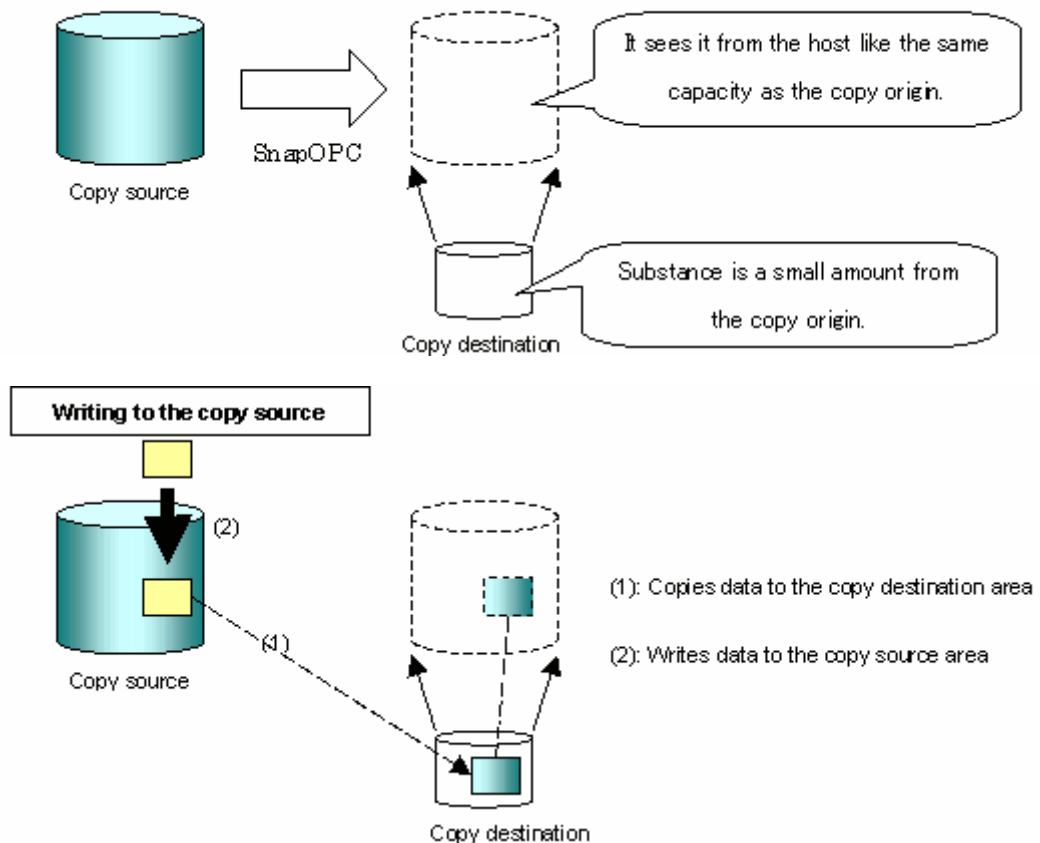 It sees it from the host like the same
capacity as the copy origin.
SnapOPC
Copy source
Substance is a small amount from
the copy origin.
Copy destination
Writing to the copy source
(2)
(1): Copies data to the copy destination area
(1)
(2): Writes data to the copy source area
Copy source
Copy destination